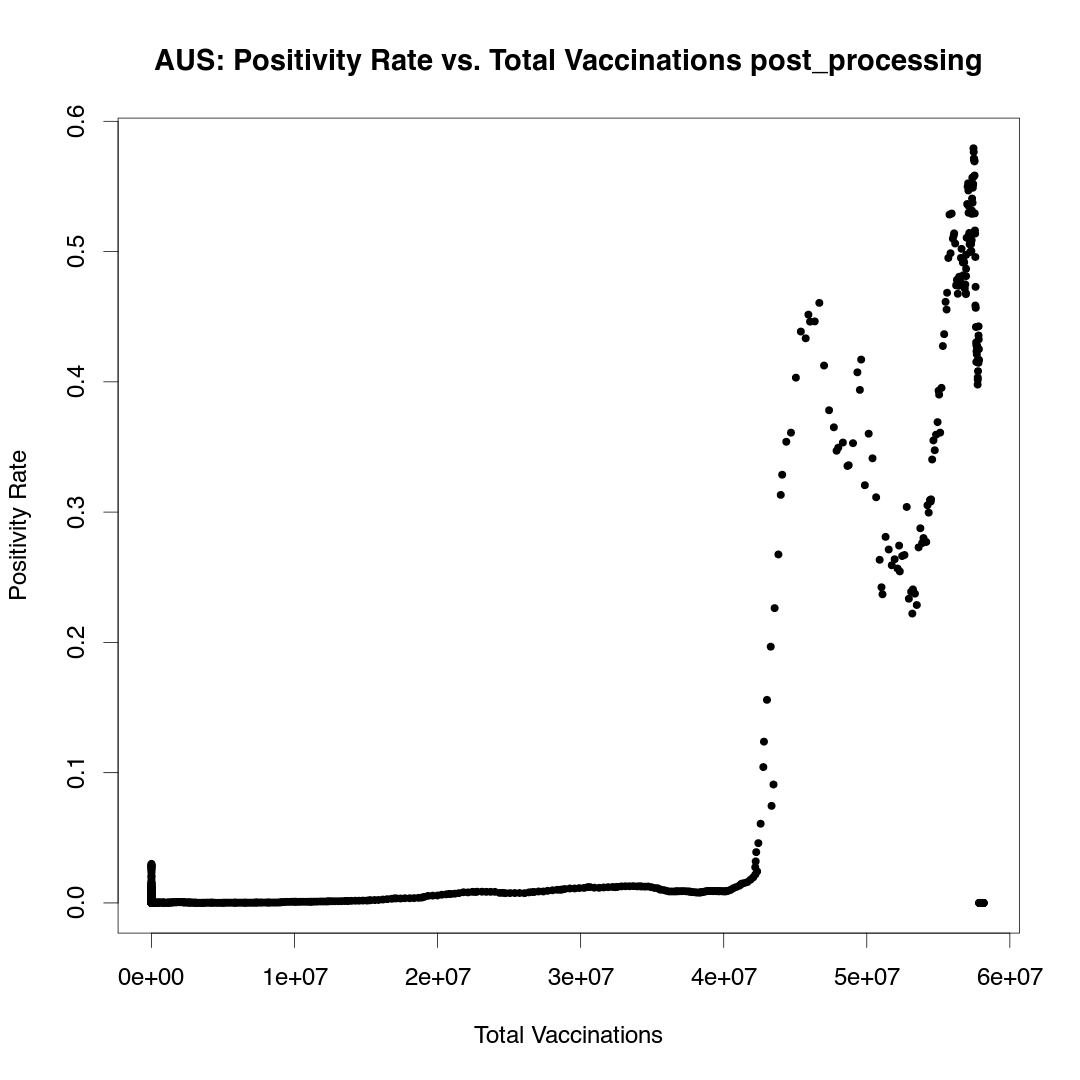 AUS: Positivity Rate vs. Total Vaccinations post_processing
Positivity Rate
0.6
0.5
0.4
0.3
0.2
0.1
0.0
0e+00 1e+07 2e+07 3e+07 4e+07 5e+07 6e+07
Total Vaccinations